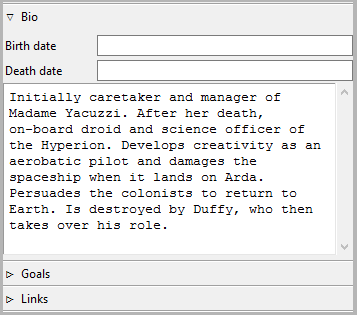 Bio
Birth date
Death date
Initially caretaker and manager of
Madame Yacuzzi. After her death,
on-board droid and science officer of
the Hyperion. Develops creativity as an
aerobatic pilot and damages the
spaceship when it lands on Arda.
Persuades the colonists to return to
Earth. Is destroyed by Duffy, who then
takes over his role.
Goals
Links